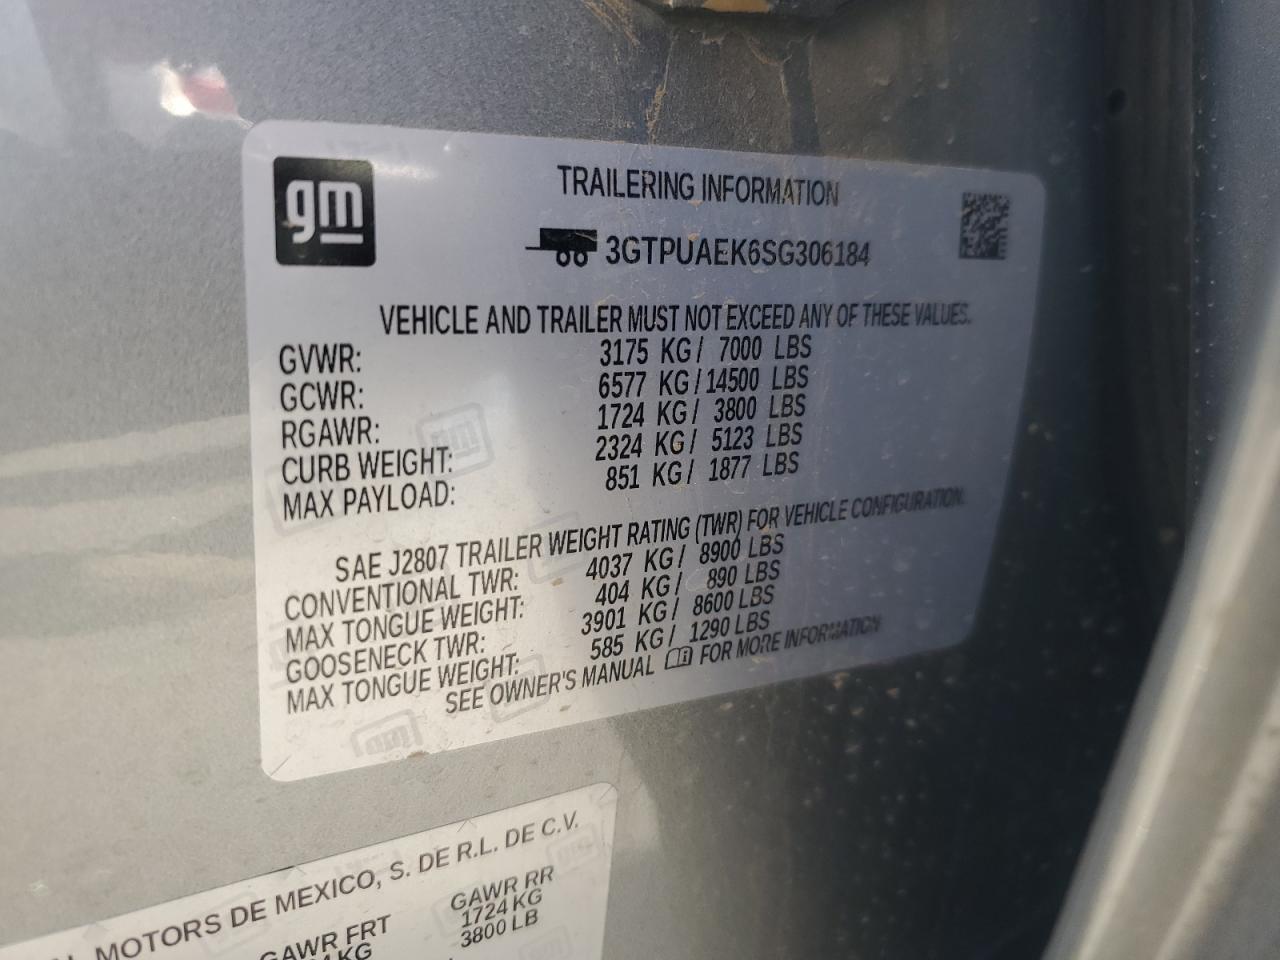 gm
TRAILERING INFORMATION
3GTPUAEK6SG306184
VEHICLE AND TRAILER MUST NOT EXCEED ANY OF THESE VALUES.
GVWR: 3175 KG/ 7000 LBS
GCWR: 6577 KG/14500 LBS
RGAWR: 1724 KG/ 3800 LBS
CURB WEIGHT: 2324 KG/ 5123 LBS
MAX PAYLOAD: 851 KG/ 1877 LBS
SAE J2807 TRAILER WEIGHT RATING (TWR) FOR VEHICLE CONFIGURATION.
CONVENTIONAL TWR: 4037 KG/ 8900 LBS
MAX TONGUE WEIGHT: 404 KG/ 890 LBS
GOOSENECK TWR: 3901 KG/ 8600 LBS
MAX TONGUE WEIGHT: 585 KG/ 1290 LBS
SEE OWNER'S MANUAL FOR MORE INFORMATION
MOTORS DE MEXICO, S. DE R.L. DE C.V.
GAWR FRT GAWR RR
KG 1724 KG
3800 LB